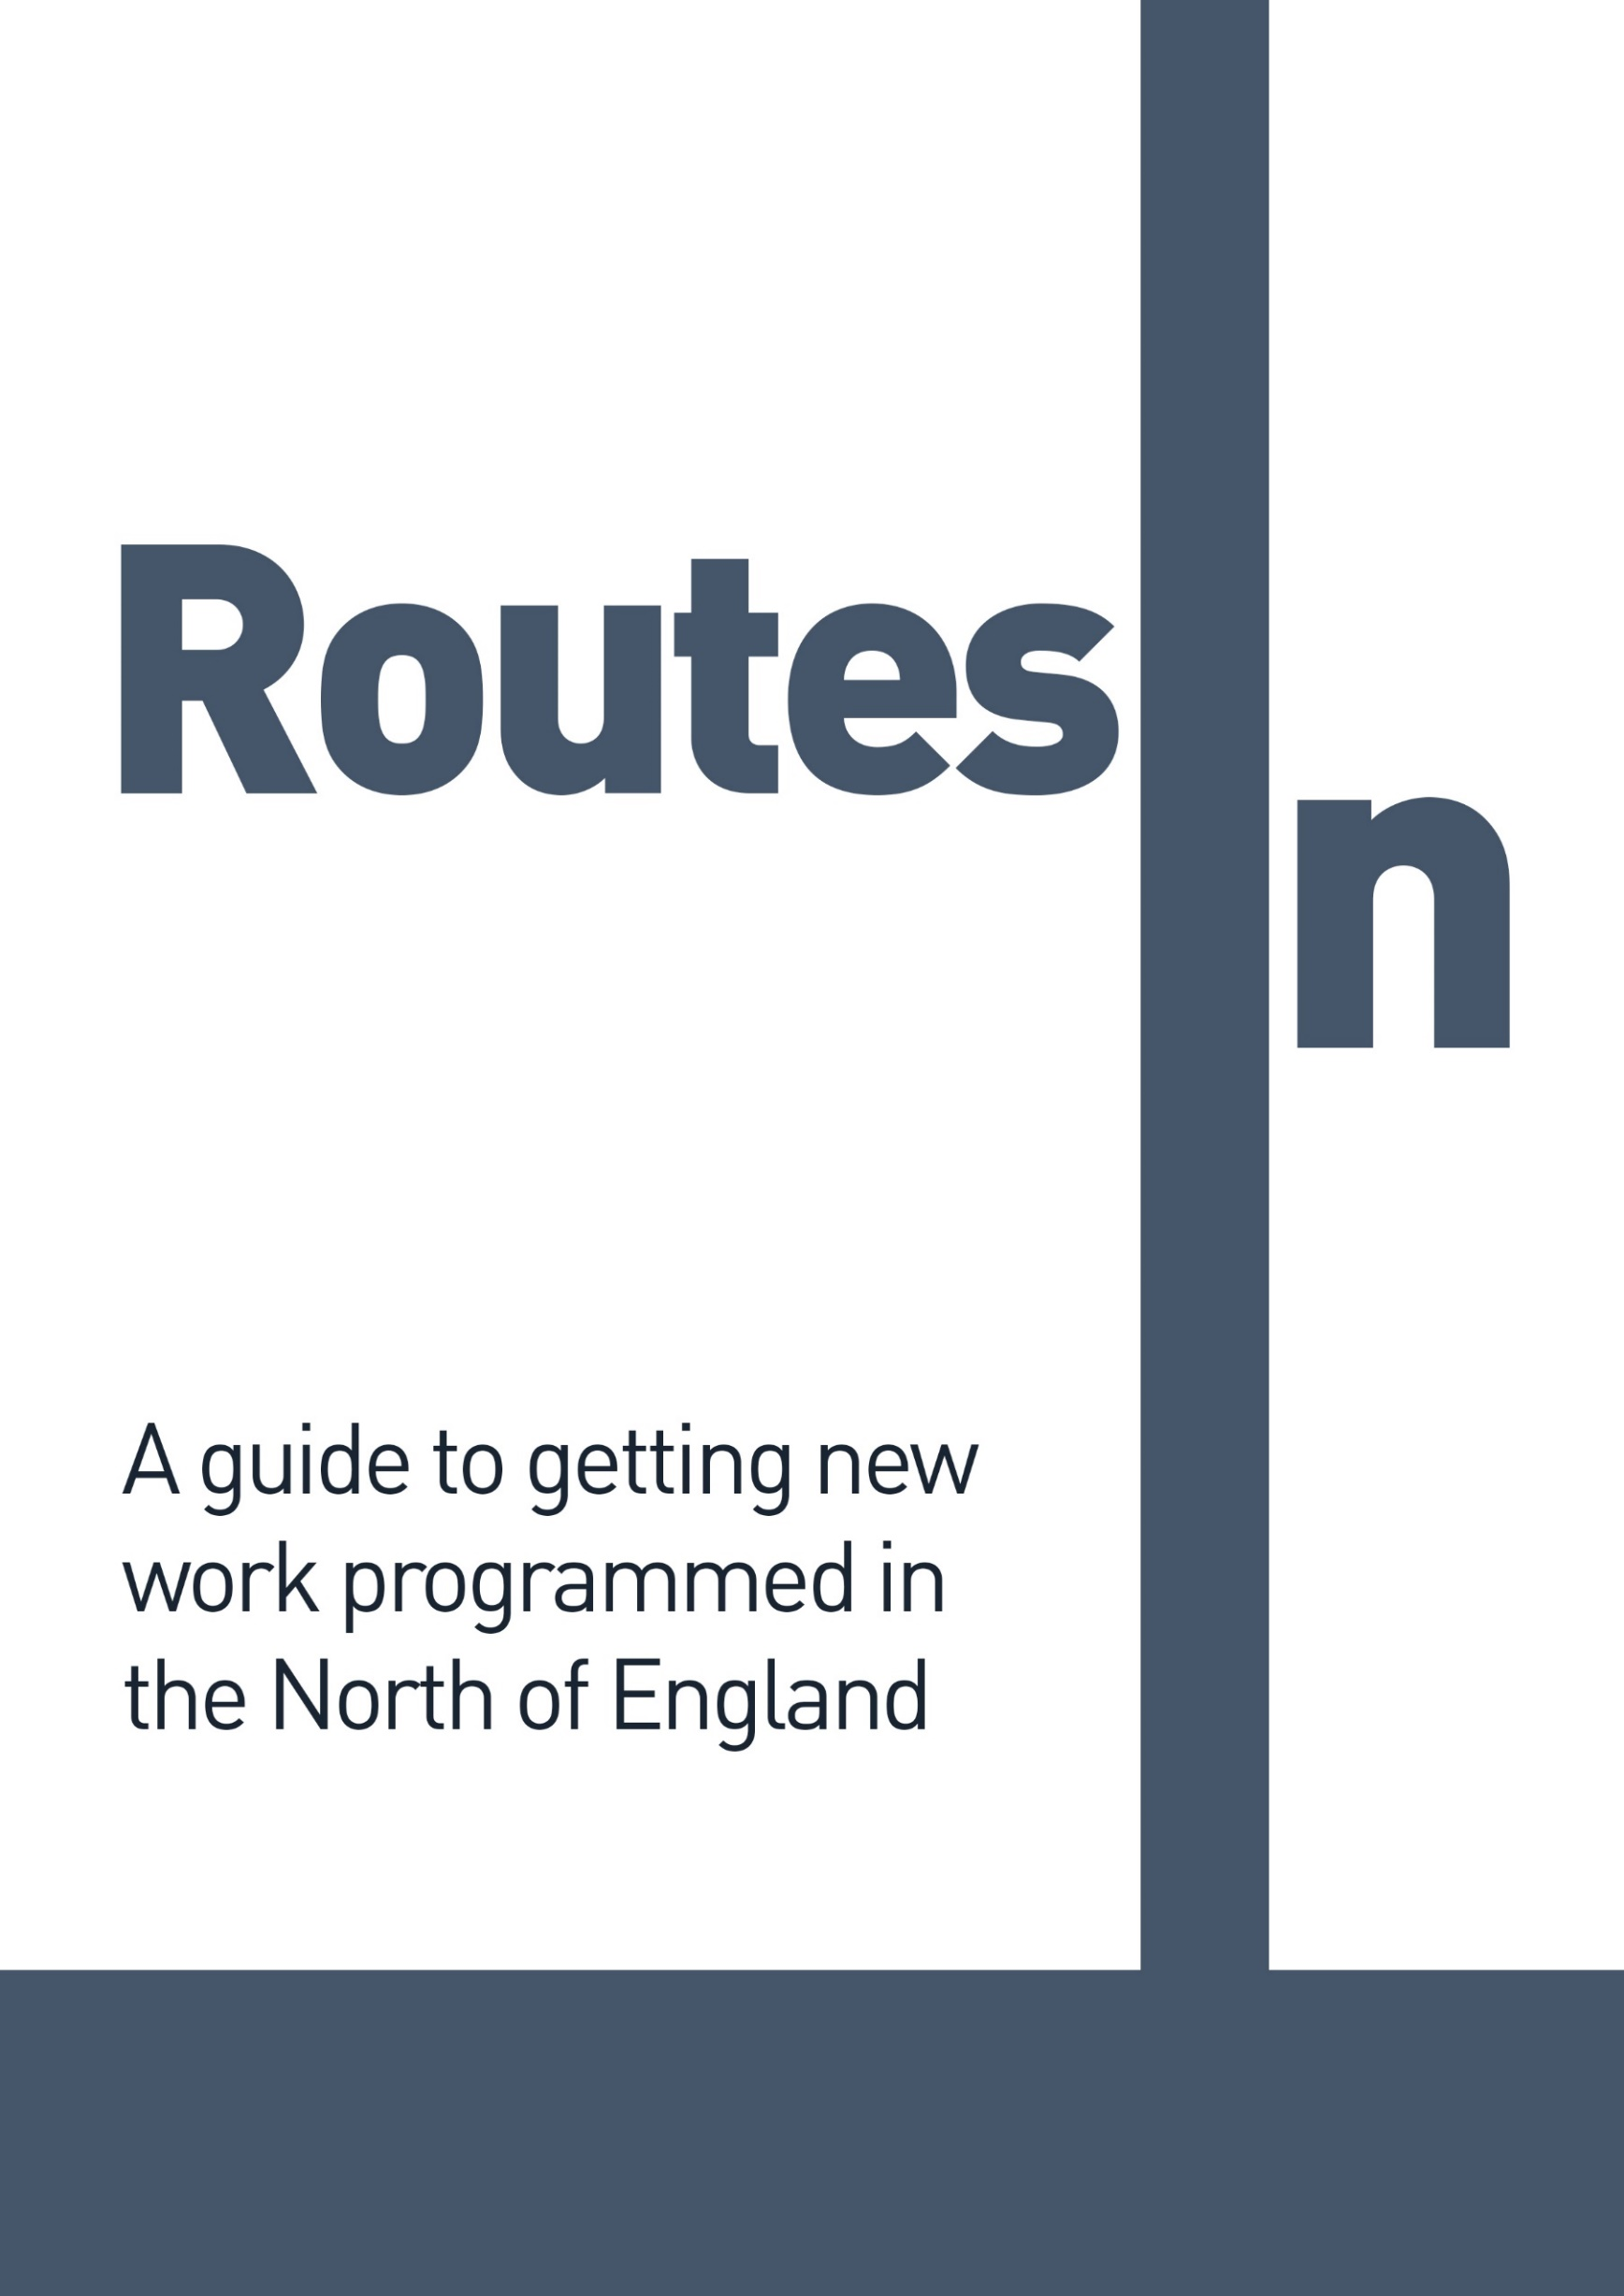 Routes In
A guide to getting new
work programmed in
the North of England